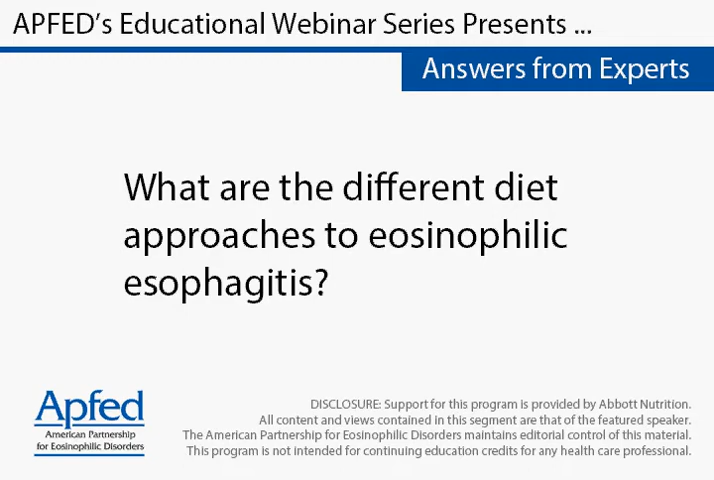 APFED's Educational Webinar Series Presents ...
Answers from Experts
What are the different diet
approaches to eosinophilic
esophagitis?
Apfed
American Partnership
for Eosinophilic Disorders
DISCLOSURE: Support for this program is provided by Abbott Nutrition.
All content and views contained in this segment are that of the featured speaker.
The American Partnership for Eosinophilic Disorders maintains editorial control of this material.
This program is not intended for continuing education credits for any health care professional.